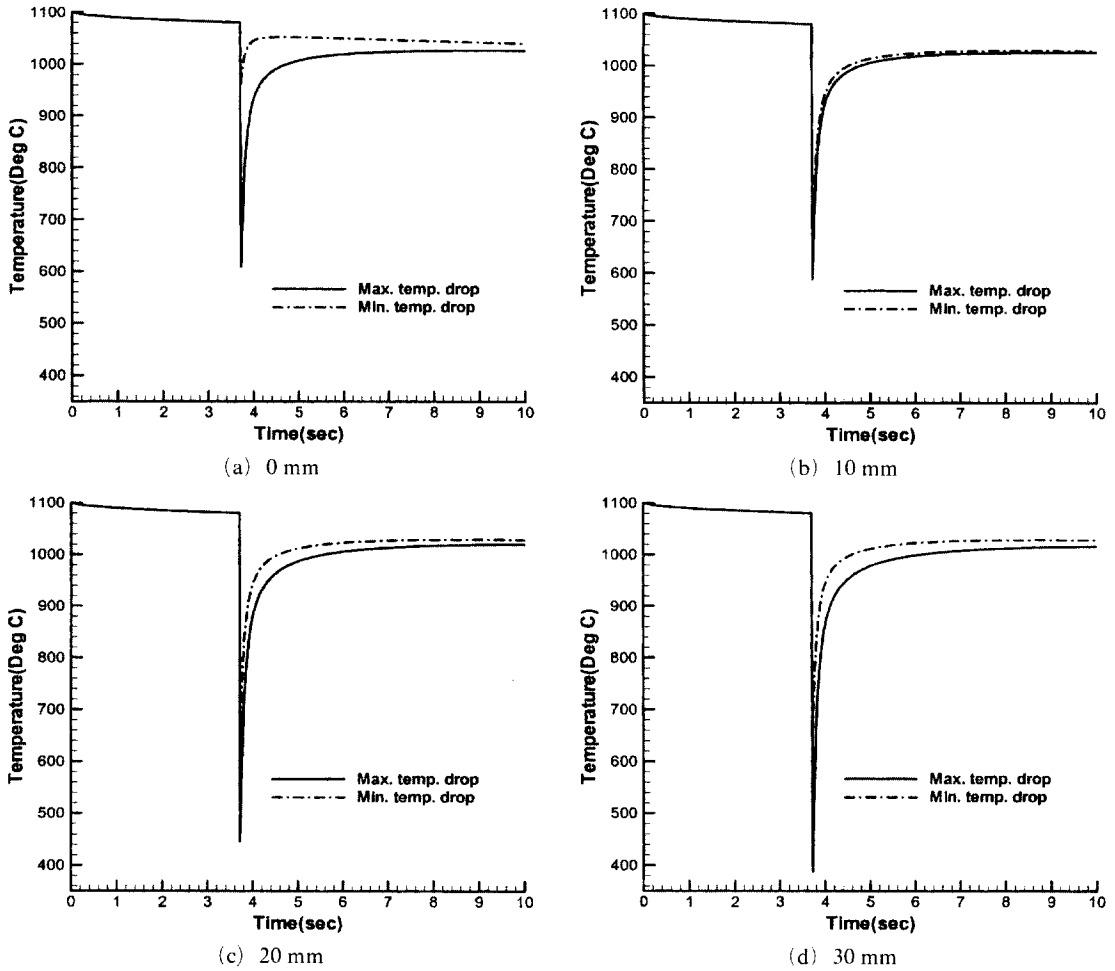 1100
1000
900
800
700
600
500
400
Temperature(Deg C)
Max. temp. drop
Min. temp. drop
0 1 2 3 4 5 6 7 8 9 10
Time(sec)
(a) 0 mm
1100
1000
900
800
700
600
500
400
Temperature(Deg C)
Max. temp. drop
Min. temp. drop
0 1 2 3 4 5 6 7 8 9 10
Time(sec)
(b) 10 mm
1100
1000
900
800
700
600
500
400
Temperature(Deg C)
Max. temp. drop
Min. temp. drop
0 1 2 3 4 5 6 7 8 9 10
Time(sec)
(c) 20 mm
1100
1000
900
800
700
600
500
400
Temperature(Deg C)
Max. temp. drop
Min. temp. drop
0 1 2 3 4 5 6 7 8 9 10
Time(sec)
(d) 30 mm